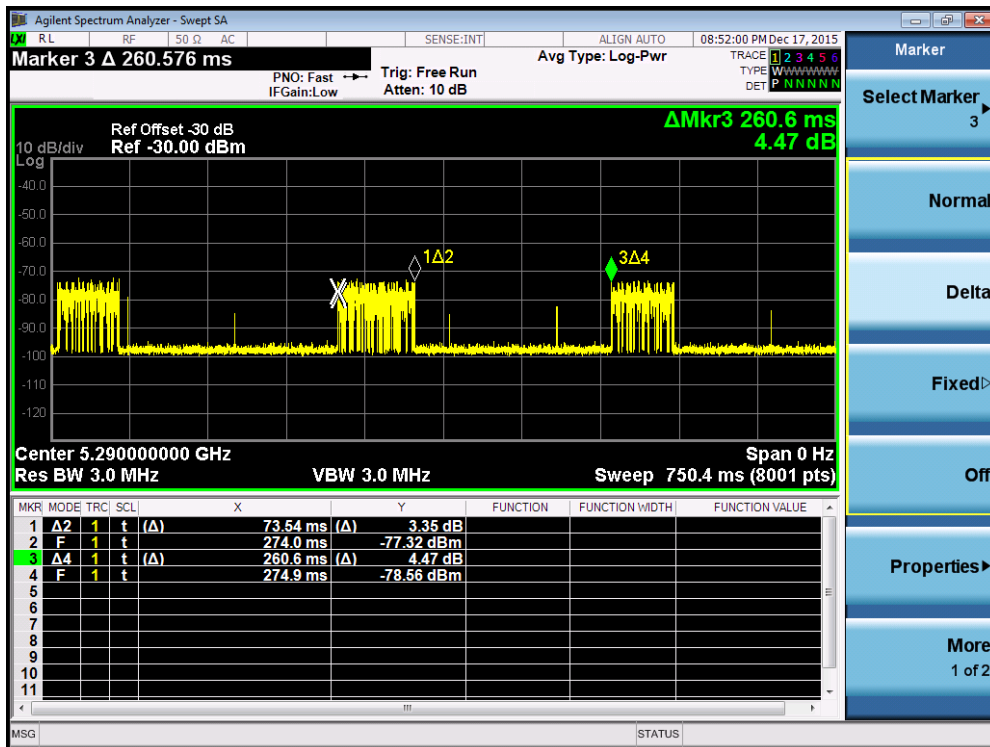 Agilent Spectrum Analyzer - Swept SA
LXI RL RF 50 Ω AC SENSE:INT ALIGN AUTO 08:52:00 PM Dec 17, 2015
Marker 3 Δ 260.576 ms
PNO: Fast Trig: Free Run Avg Type: Log-Pwr TRACE 1 2 3 4 5 6
IFGain:Low Atten: 10 dB TYPE WWWWWW
DET P N N N N N
ΔMkr3 260.6 ms
4.47 dB
Ref Offset -30 dB
10 dB/div Ref -30.00 dBm
Log
-40.0
-50.0
-60.0
1Δ2 3Δ4
-70.0
-80.0
-90.0
-100
-110
-120
Center 5.290000000 GHz Span 0 Hz
Res BW 3.0 MHz VBW 3.0 MHz Sweep 750.4 ms (8001 pts)
MKR MODE TRC SCL X Y FUNCTION FUNCTION WIDTH FUNCTION VALUE
1 Δ2 1 t (Δ) 73.54 ms (Δ) 3.35 dB
2 F 1 t 274.0 ms -77.32 dBm
3 Δ4 1 t (Δ) 260.6 ms (Δ) 4.47 dB
4 F 1 t 274.9 ms -78.56 dBm
5
6
7
8
9
10
11
MSG STATUS
Marker
Select Marker
3
Normal
Delta
Fixed
Off
Properties
More
1 of 2